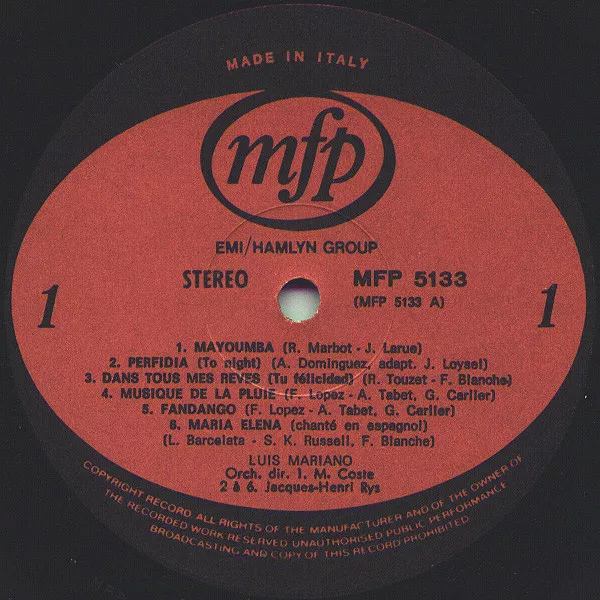 MADE IN ITALY
mfp
EMI/HAMLYN GROUP
STEREO MFP 5133
(MFP 5133 A)
1 1
1. MAYOUMBA (R. Marbot - J. Larue)
2. PERFIDIA (To night) (A. Dominguez, adapt. J. Loysel)
3. DANS TOUS MES REVES (Tu félicidad) (R. Touzet - F. Blanche)
4. MUSIQUE DE LA PLUIE (F. Lopez - A. Tabet, G. Carlier)
5. FANDANGO (F. Lopez - A. Tabet, G. Carlier)
6. MARIA ELENA (chanté en espagnol)
(L. Barcelata - S. K. Russell, F. Blanche)
LUIS MARIANO
Orch. dir. 1. M. Coste
2 à 6. Jacques-Henri Rys
COPYRIGHT RECORD ALL RIGHTS OF THE MANUFACTURER AND OF THE OWNER OF
THE RECORDED WORK RESERVED UNAUTHORISED PUBLIC PERFORMANCE
BROADCASTING AND COPY OF THIS RECORD PROHIBITED